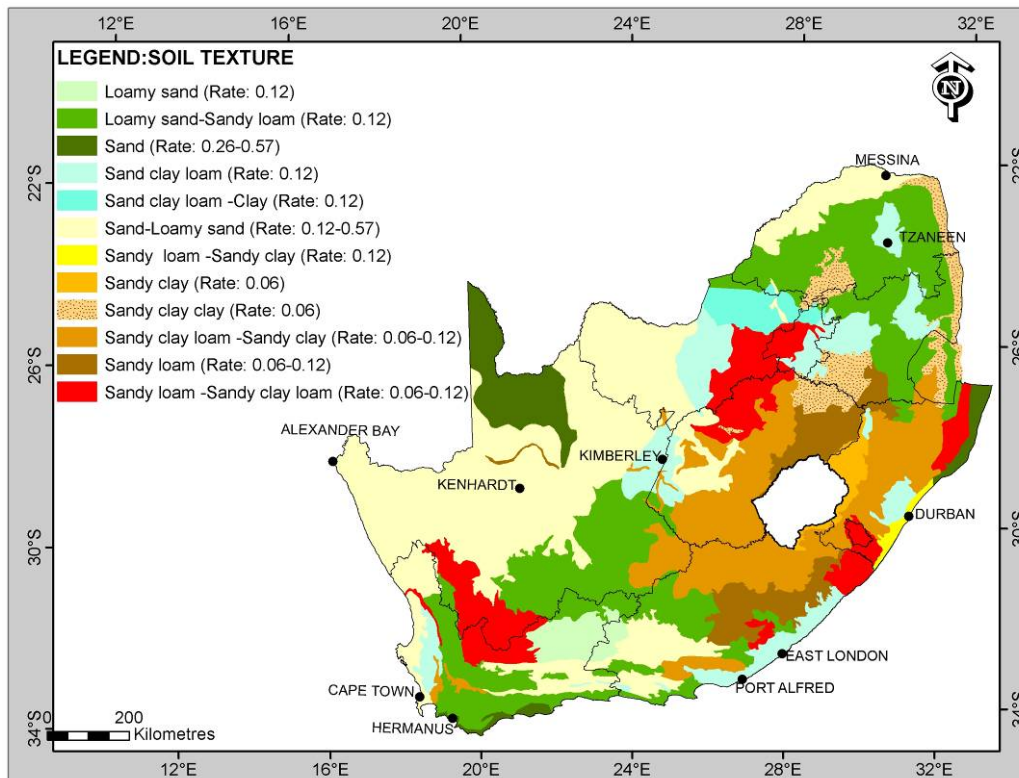 12°E 20°E 24°E 28°E 32°E
LEGEND:SOIL TEXTURE
Loamy sand (Rate: 0.12)
Loamy sand-Sandy loam (Rate: 0.12)
Sand (Rate: 0.26-0.57)
Sand clay loam (Rate: 0.12)
Sand clay loam -Clay (Rate: 0.12)
Sand-Loamy sand (Rate: 0.12-0.57)
Sandy loam -Sandy clay (Rate: 0.12)
Sandy clay (Rate: 0.06)
Sandy clay clay (Rate: 0.06)
Sandy clay loam -Sandy clay (Rate: 0.06-0.12)
Sandy loam (Rate: 0.06-0.12)
Sandy loam -Sandy clay loam (Rate: 0.06-0.12)
N
22°S
26°S
30°S
34°S
22°S
26°S
30°S
34°S
MESSINA
TZANEEN
ALEXANDER BAY
KIMBERLEY
KENHARDT
DURBAN
EAST LONDON
PORT ALFRED
CAPE TOWN
HERMANUS
200
Kilometres
12°E 16°E 20°E 24°E 28°E 32°E